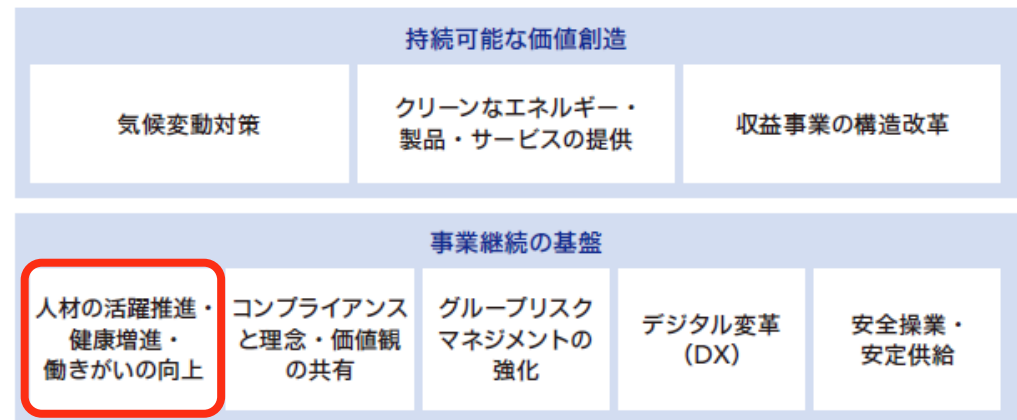 持続可能な価値創造
気候変動対策
クリーンなエネルギー・
製品・サービスの提供
収益事業の構造改革
事業継続の基盤
人材の活躍推進・
健康増進・
働きがいの向上
コンプライアンス
と理念・価値観
の共有
グループリスク
マネジメントの
強化
デジタル変革
(DX)
安全操業・
安定供給